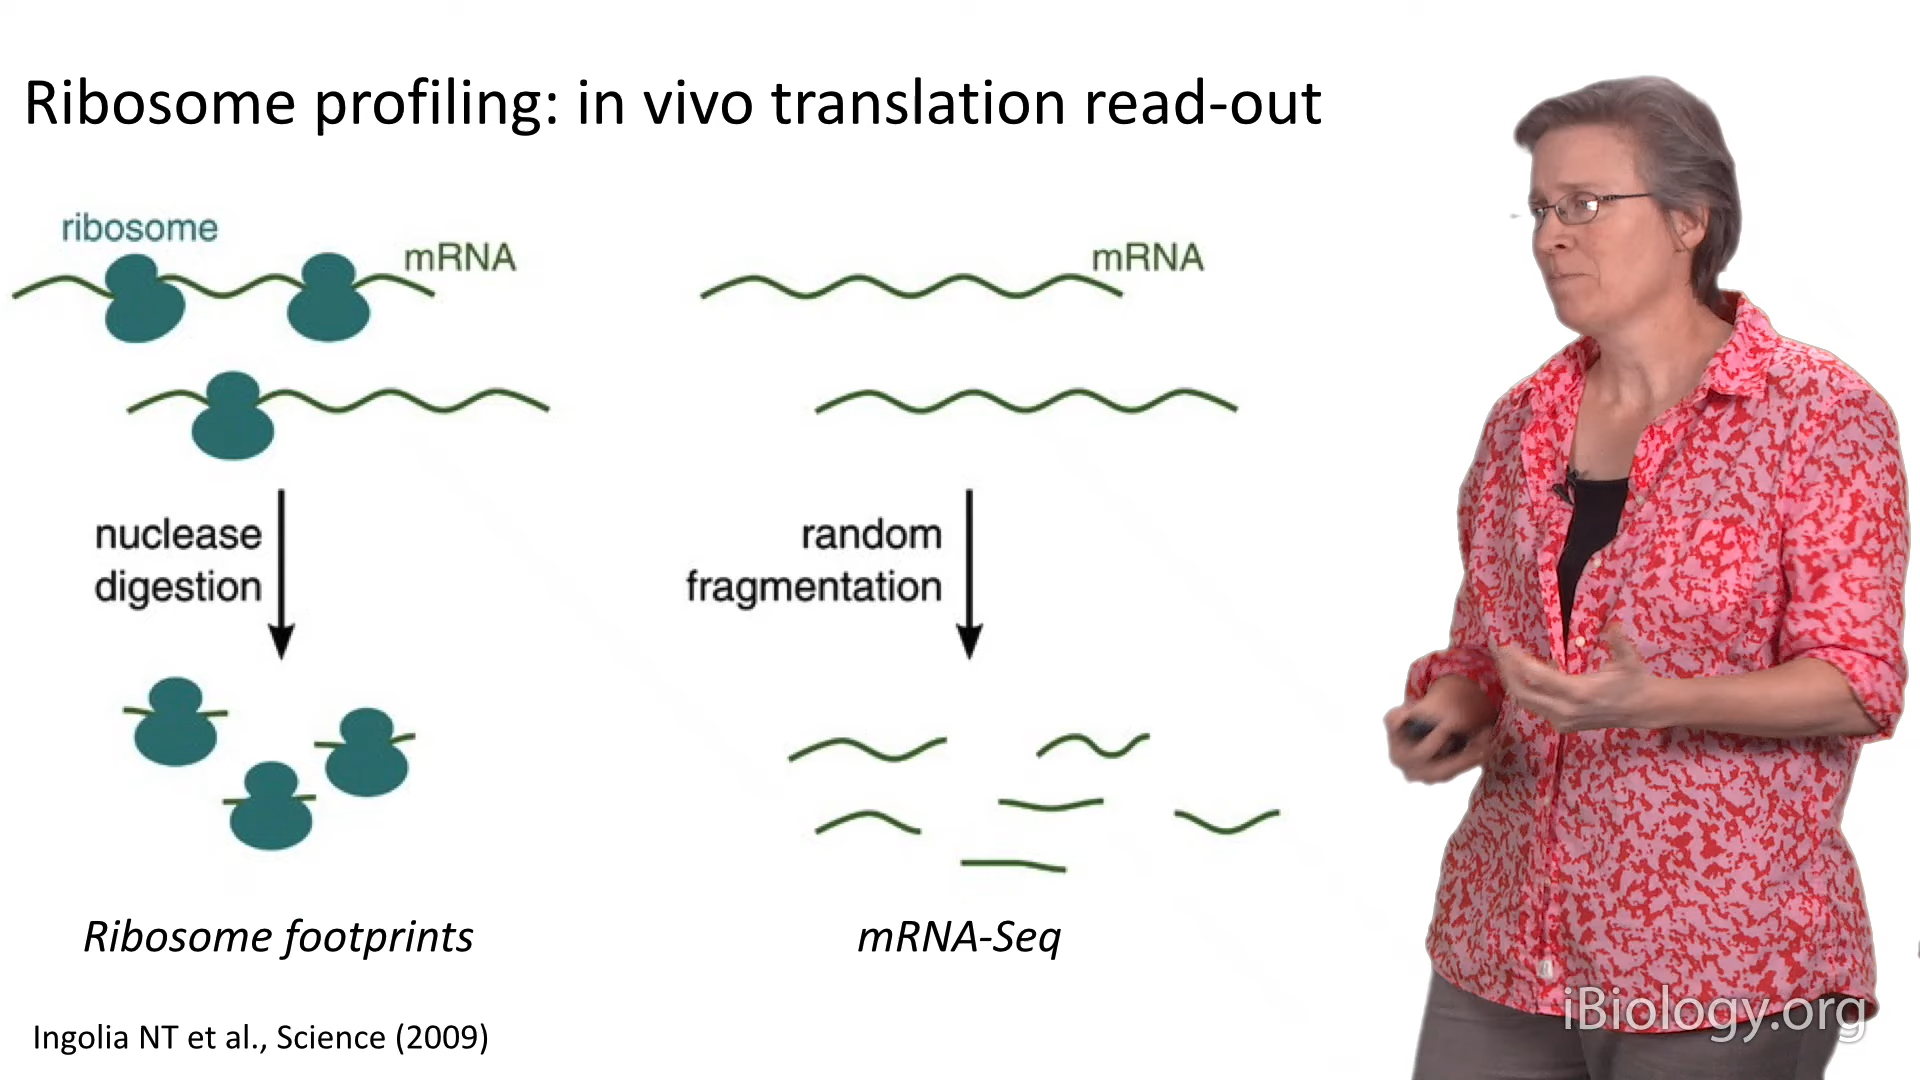 Ribosome profiling: in vivo translation read-out
ribosome
mRNA
nuclease
digestion
Ribosome footprints
mRNA
random
fragmentation
mRNA-Seq
Ingolia NT et al., Science (2009)
iBiology.org